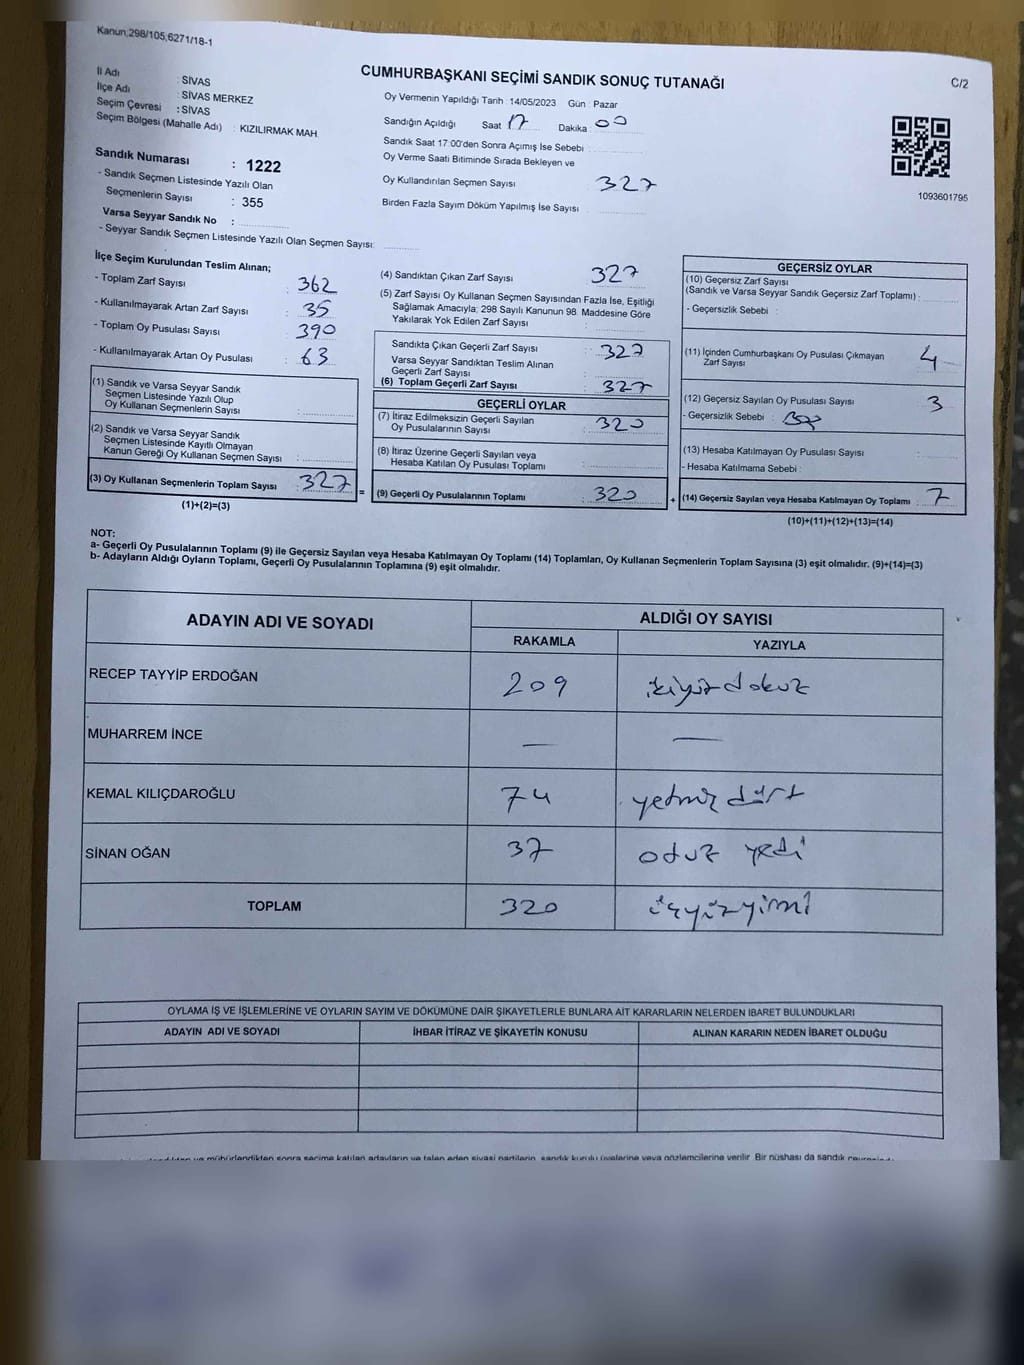 Kanun;298/105,6271/18-1
CUMHURBAŞKANI SEÇİMİ SANDIK SONUÇ TUTANAĞI
C/2
İl Adı : SİVAS
İlçe Adı : SİVAS MERKEZ
Seçim Çevresi : SİVAS
Seçim Bölgesi (Mahalle Adı) : KIZILIRMAK MAH.
Sandık Numarası : 1222
- Sandık Seçmen Listesinde Yazılı Olan
Seçmenlerin Sayısı : 355
Varsa Seyyar Sandık No :
- Seyyar Sandık Seçmen Listesinde Yazılı Olan Seçmen Sayısı:
Oy Vermenin Yapıldığı Tarih : 14/05/2023 Gün : Pazar
Sandığın Açıldığı Saat 17 Dakika 00
Sandık Saat 17:00'den Sonra Açımış İse Sebebi :
Oy Verme Saati Bitiminde Sırada Bekleyen ve
Oy Kullandırılan Seçmen Sayısı 327
Birden Fazla Sayım Döküm Yapılmış İse Sayısı
1093601795
İlçe Seçim Kurulundan Teslim Alınan;
- Toplam Zarf Sayısı : 362
- Kullanılmayarak Artan Zarf Sayısı : 35
- Toplam Oy Pusulası Sayısı : 390
- Kullanılmayarak Artan Oy Pusulası : 63
(1) Sandık ve Varsa Seyyar Sandık
Seçmen Listesinde Yazılı Olup
Oy Kullanan Seçmenlerin Sayısı :
(2) Sandık ve Varsa Seyyar Sandık
Seçmen Listesinde Kayıtlı Olmayan
Kanun Gereği Oy Kullanan Seçmen Sayısı :
(3) Oy Kullanan Seçmenlerin Toplam Sayısı : 327
(1)+(2)=(3)
=
(4) Sandıktan Çıkan Zarf Sayısı : 327
(5) Zarf Sayısı Oy Kullanan Seçmen Sayısından Fazla İse, Eşitliği
Sağlamak Amacıyla; 298 Sayılı Kanunun 98. Maddesine Göre
Yakılarak Yok Edilen Zarf Sayısı :
Sandıkta Çıkan Geçerli Zarf Sayısı : 327
Varsa Seyyar Sandıktan Teslim Alınan
Geçerli Zarf Sayısı :
(6) Toplam Geçerli Zarf Sayısı : 327
GEÇERLİ OYLAR
(7) İtiraz Edilmeksizin Geçerli Sayılan
Oy Pusulalarının Sayısı : 320
(8) İtiraz Üzerine Geçerli Sayılan veya
Hesaba Katılan Oy Pusulası Toplamı :
(9) Geçerli Oy Pusulalarının Toplamı : 320
+
GEÇERSİZ OYLAR
(10) Geçersiz Zarf Sayısı
(Sandık ve Varsa Seyyar Sandık Geçersiz Zarf Toplamı) :
- Geçersizlik Sebebi :
(11) İçinden Cumhurbaşkanı Oy Pusulası Çıkmayan
Zarf Sayısı : 4
(12) Geçersiz Sayılan Oy Pusulası Sayısı : 3
- Geçersizlik Sebebi :
(13) Hesaba Katılmayan Oy Pusulası Sayısı :
- Hesaba Katılmama Sebebi :
(14) Geçersiz Sayılan veya Hesaba Katılmayan Oy Toplamı : 7
(10)+(11)+(12)+(13)=(14)
NOT:
a- Geçerli Oy Pusulalarının Toplamı (9) ile Geçersiz Sayılan veya Hesaba Katılmayan Oy Toplamı (14) Toplamları, Oy Kullanan Seçmenlerin Toplam Sayısına (3) eşit olmalıdır. (9)+(14)=(3)
b- Adayların Aldığı Oyların Toplamı, Geçerli Oy Pusulalarının Toplamına (9) eşit olmalıdır.
ADAYIN ADI VE SOYADI
ALDIĞI OY SAYISI
RAKAMLA YAZIYLA
RECEP TAYYİP ERDOĞAN 209 ikiyüzdokuz
MUHARREM İNCE — —
KEMAL KILIÇDAROĞLU 74 yetmiş dört
SİNAN OĞAN 37 otuz yedi
TOPLAM 320 üçyüzyirmi
OYLAMA İŞ VE İŞLEMLERİNE VE OYLARIN SAYIM VE DÖKÜMÜNE DAİR ŞİKAYETLERLE BUNLARA AİT KARARLARIN NELERDEN İBARET BULUNDUKLARI
ADAYIN ADI VE SOYADI İHBAR İTİRAZ VE ŞİKAYETİN KONUSU ALINAN KARARIN NEDEN İBARET OLDUĞU
ve mühürlendikten sonra seçime katılan adayların ve talep eden siyasi partilerin, sandık kurulu üyelerine veya gözlemcilerine verilir. Bir nüshası da sandık